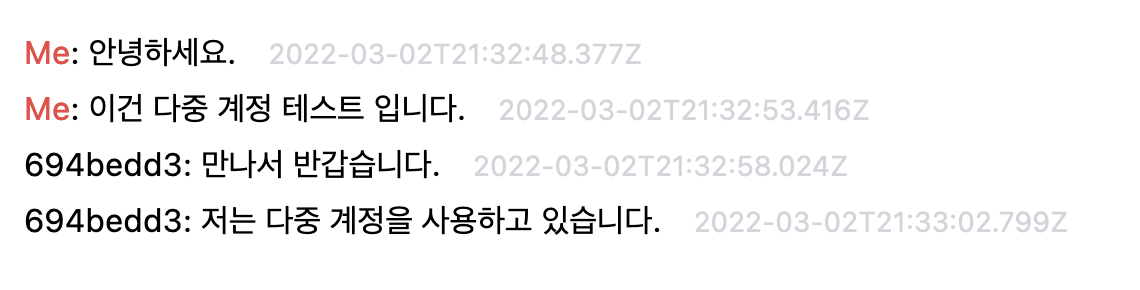 Me: 안녕하세요. 2022-03-02T21:32:48.377Z
Me: 이건 다중 계정 테스트 입니다. 2022-03-02T21:32:53.416Z
694bedd3: 만나서 반갑습니다. 2022-03-02T21:32:58.024Z
694bedd3: 저는 다중 계정을 사용하고 있습니다. 2022-03-02T21:33:02.799Z